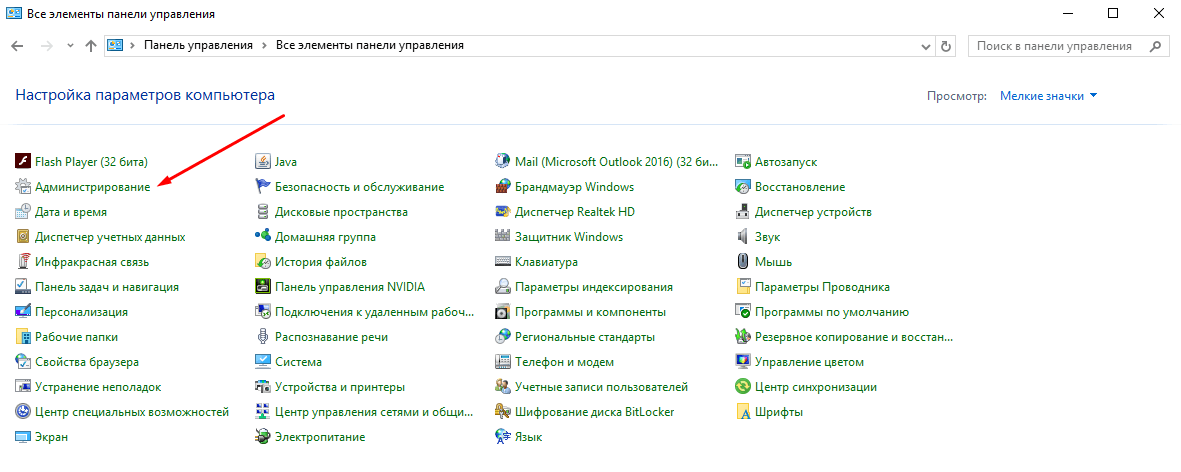 Все элементы панели управления
Панель управления > Все элементы панели управления
Поиск в панели управления
Настройка параметров компьютера
Просмотр: Мелкие значки
Flash Player (32 бита) Java Mail (Microsoft Outlook 2016) (32 би... Автозапуск
Администрирование Безопасность и обслуживание Брандмауэр Windows Восстановление
Дата и время Дисковые пространства Диспетчер Realtek HD Диспетчер устройств
Диспетчер учетных данных Домашняя группа Защитник Windows Звук
Инфракрасная связь История файлов Клавиатура Мышь
Панель задач и навигация Панель управления NVIDIA Параметры индексирования Параметры Проводника
Персонализация Подключения к удаленным рабоч... Программы и компоненты Программы по умолчанию
Рабочие папки Распознавание речи Региональные стандарты Резервное копирование и восстан...
Свойства браузера Система Телефон и модем Управление цветом
Устранение неполадок Устройства и принтеры Учетные записи пользователей Центр синхронизации
Центр специальных возможностей Центр управления сетями и общи... Шифрование диска BitLocker Шрифты
Экран Электропитание Язык